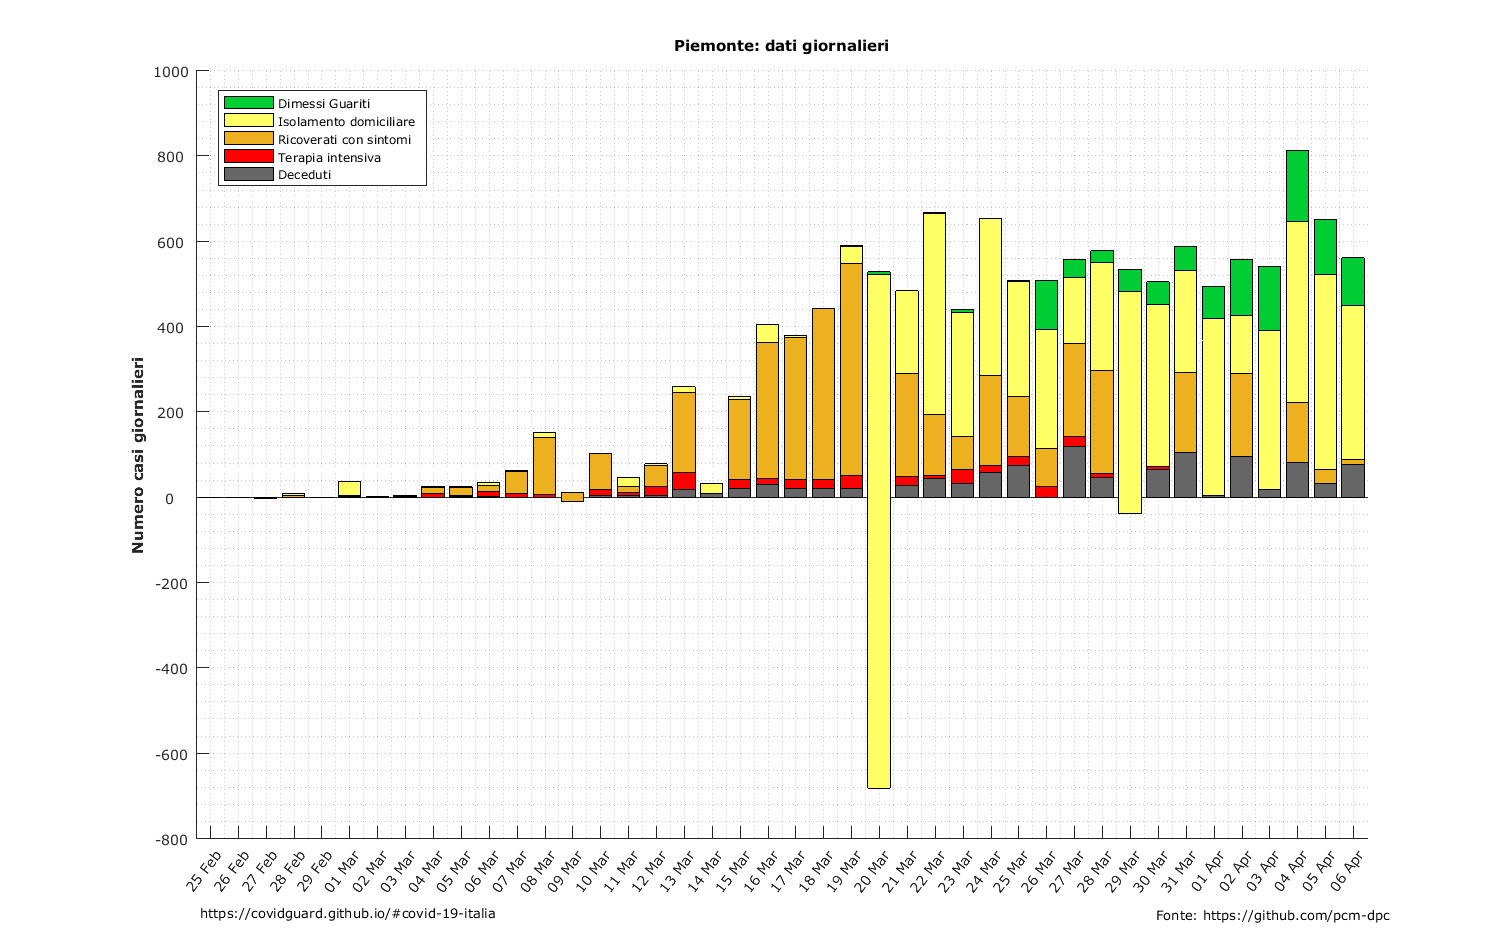 Piemonte: dati giornalieri
1000
800
600
400
200
0
-200
-400
-600
-800
Numero casi giornalieri
Dimessi Guariti
Isolamento domiciliare
Ricoverati con sintomi
Terapia intensiva
Deceduti
25 Feb
26 Feb
27 Feb
28 Feb
29 Feb
01 Mar
02 Mar
03 Mar
04 Mar
05 Mar
06 Mar
07 Mar
08 Mar
09 Mar
10 Mar
11 Mar
12 Mar
13 Mar
14 Mar
15 Mar
16 Mar
17 Mar
18 Mar
19 Mar
20 Mar
21 Mar
22 Mar
23 Mar
24 Mar
25 Mar
26 Mar
27 Mar
28 Mar
29 Mar
30 Mar
31 Mar
01 Apr
02 Apr
03 Apr
04 Apr
05 Apr
06 Apr
https://covidguard.github.io/#covid-19-italia
Fonte: https://github.com/pcm-dpc